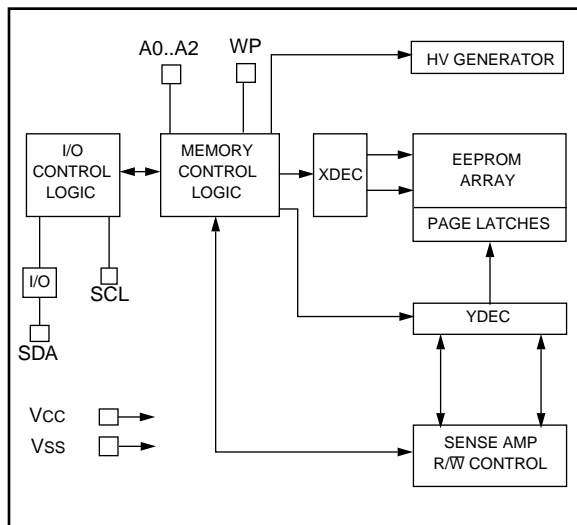 A0..A2
WP
HV GENERATOR
I/O
CONTROL
LOGIC
MEMORY
CONTROL
LOGIC
XDEC
EEPROM
ARRAY
PAGE LATCHES
I/O
SCL
SDA
YDEC
VCC
VSS
SENSE AMP
R/W̅ CONTROL